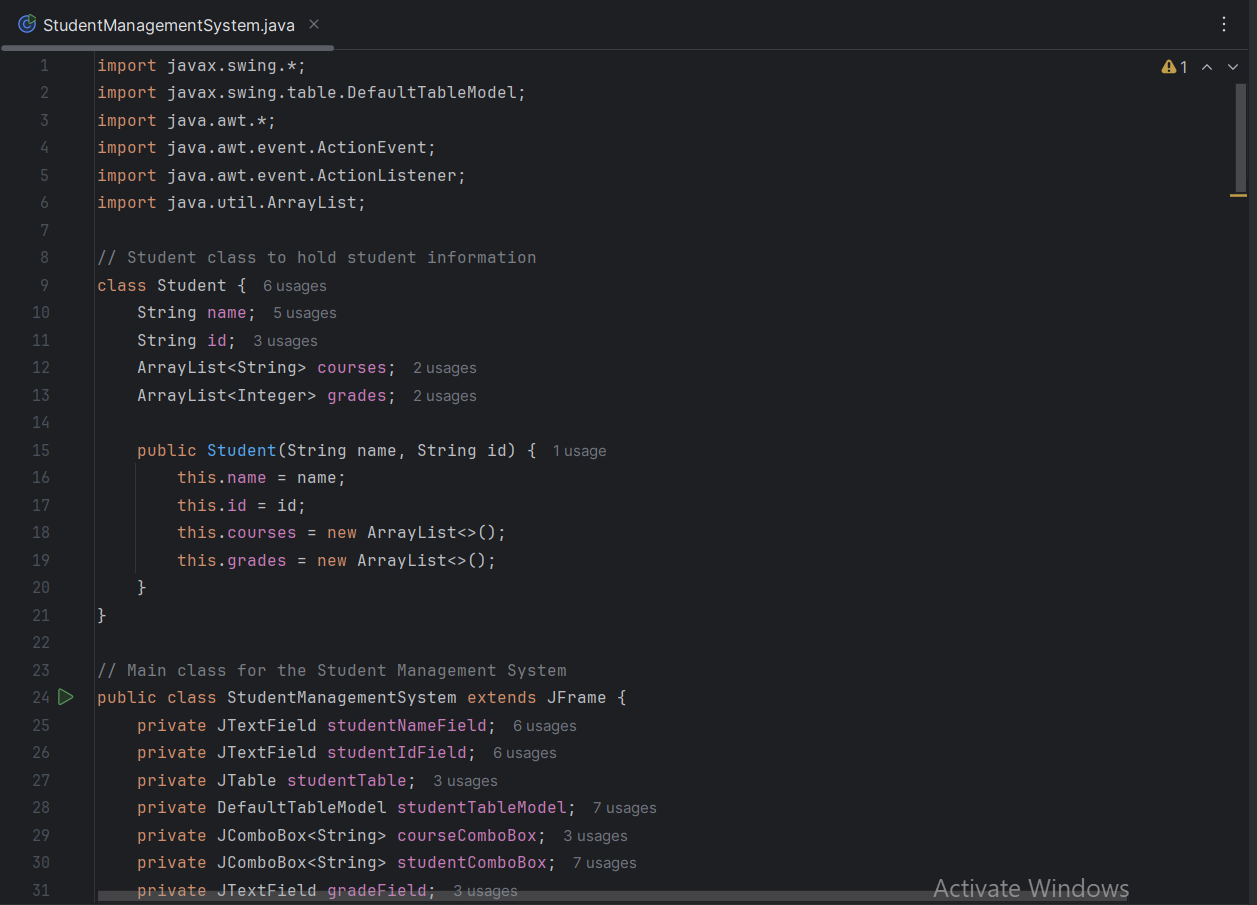 StudentManagementSystem.java
1 import javax.swing.*; 1
2 import javax.swing.table.DefaultTableModel;
3 import java.awt.*;
4 import java.awt.event.ActionEvent;
5 import java.awt.event.ActionListener;
6 import java.util.ArrayList;
7
8 // Student class to hold student information
9 class Student { 6 usages
10     String name; 5 usages
11     String id; 3 usages
12     ArrayList<String> courses; 2 usages
13     ArrayList<Integer> grades; 2 usages
14
15     public Student(String name, String id) { 1 usage
16         this.name = name;
17         this.id = id;
18         this.courses = new ArrayList<>();
19         this.grades = new ArrayList<>();
20     }
21 }
22
23 // Main class for the Student Management System
24 public class StudentManagementSystem extends JFrame {
25     private JTextField studentNameField; 6 usages
26     private JTextField studentIdField; 6 usages
27     private JTable studentTable; 3 usages
28     private DefaultTableModel studentTableModel; 7 usages
29     private JComboBox<String> courseComboBox; 3 usages
30     private JComboBox<String> studentComboBox; 7 usages
31     private JTextField gradeField; 3 usages
Activate Windows